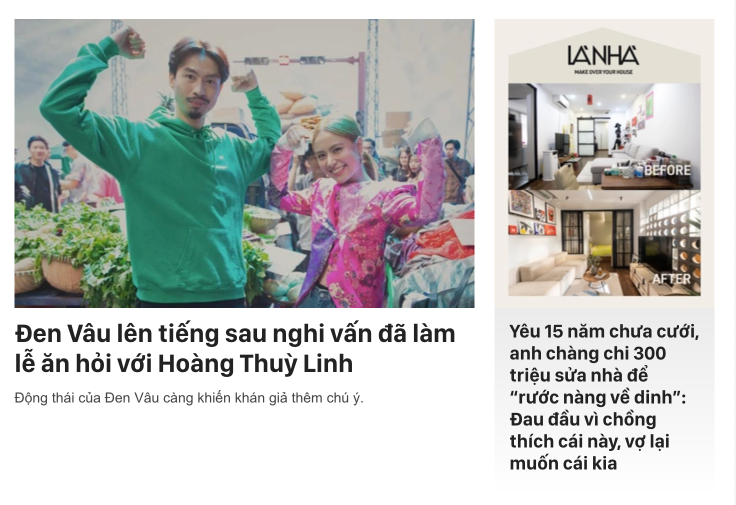 Đen Vâu lên tiếng sau nghi vấn đã làm
lễ ăn hỏi với Hoàng Thuỳ Linh
Động thái của Đen Vâu càng khiến khán giả thêm chú ý.
LÀNHÀ
MAKE OVER YOUR HOUSE
BEFORE
AFTER
Yêu 15 năm chưa cưới,
anh chàng chi 300
triệu sửa nhà để
“rước nàng về dinh”:
Đau đầu vì chồng
thích cái này, vợ lại
muốn cái kia